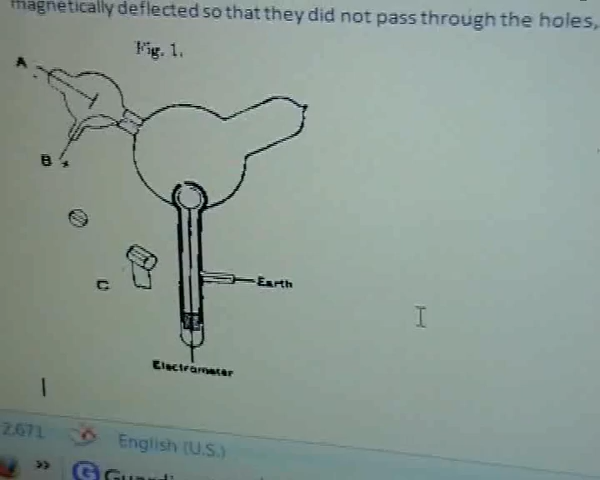 magnetically deflected so that they did not pass through the holes,
Fig. 1.
A
B
C
Earth
Electrometer
2,671
English (U.S.)
»